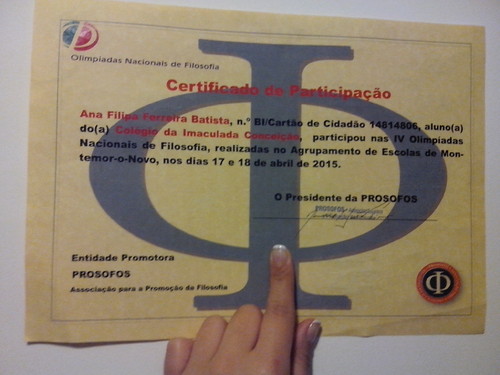 Olimpíadas Nacionais de Filosofia
Certificado de Participação
Ana Filipa Ferreira Batista, n.º BI/Cartão de Cidadão 14814806, aluno(a)
do(a) Colégio da Imaculada Conceição, participou nas IV Olimpíadas
Nacionais de Filosofia, realizadas no Agrupamento de Escolas de Mon-
temor-o-Novo, nos dias 17 e 18 de abril de 2015.
O Presidente da PROSOFOS
Entidade Promotora
PROSOFOS
Associação para a Promoção da Filosofia